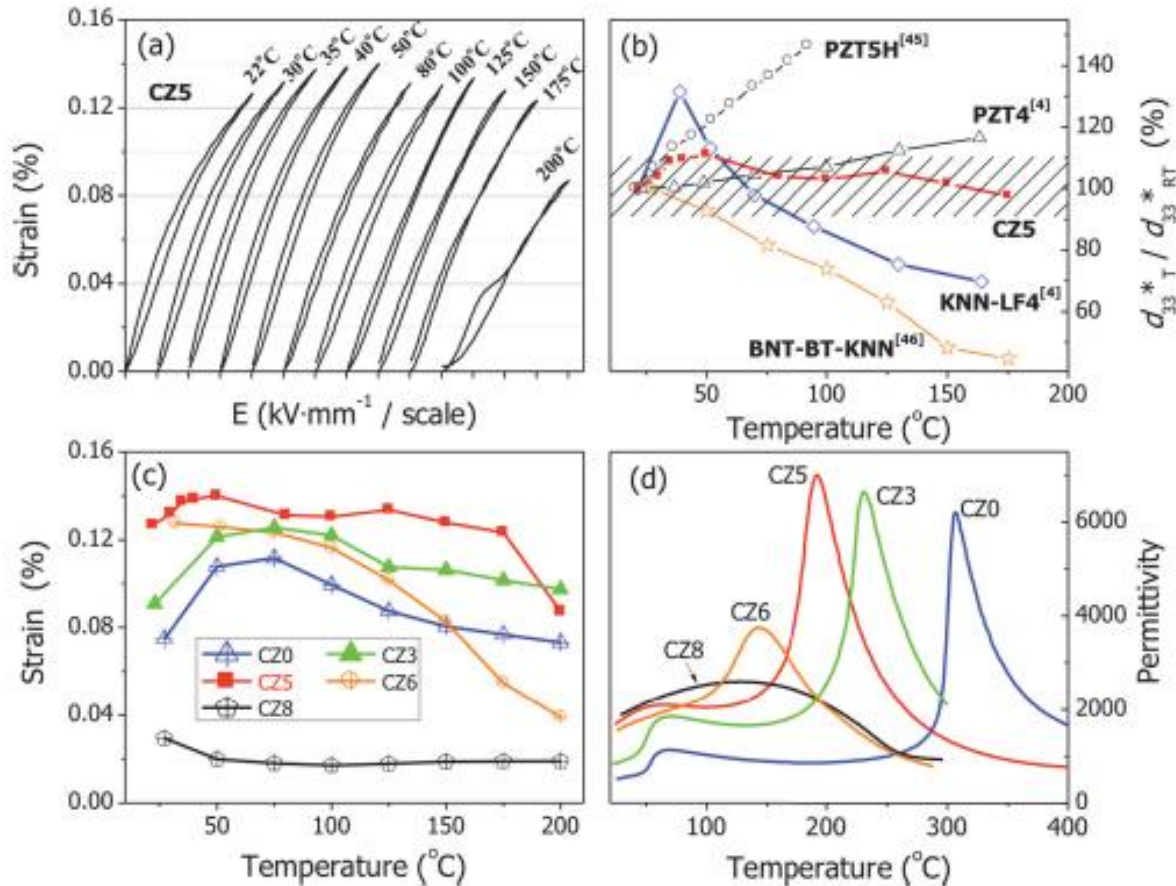 (a)
0.16
0.12
0.08
0.04
0.00
Strain (%)
CZ5
22°C
30°C
35°C
40°C
50°C
80°C
100°C
125°C
150°C
175°C
200°C
E (kV·mm⁻¹ / scale)
(b)
PZT5H[45]
PZT4[4]
CZ5
KNN-LF4[4]
BNT-BT-KNN[46]
140
120
100
80
60
d₃₃*_T / d₃₃*_RT (%)
50
100
150
200
Temperature (°C)
(c)
0.16
0.12
0.08
0.04
0.00
Strain (%)
CZ0
CZ3
CZ5
CZ6
CZ8
50
100
150
200
Temperature (°C)
(d)
CZ5
CZ3
CZ0
CZ6
CZ8
6000
4000
2000
0
Permittivity
100
200
300
400
Temperature (°C)